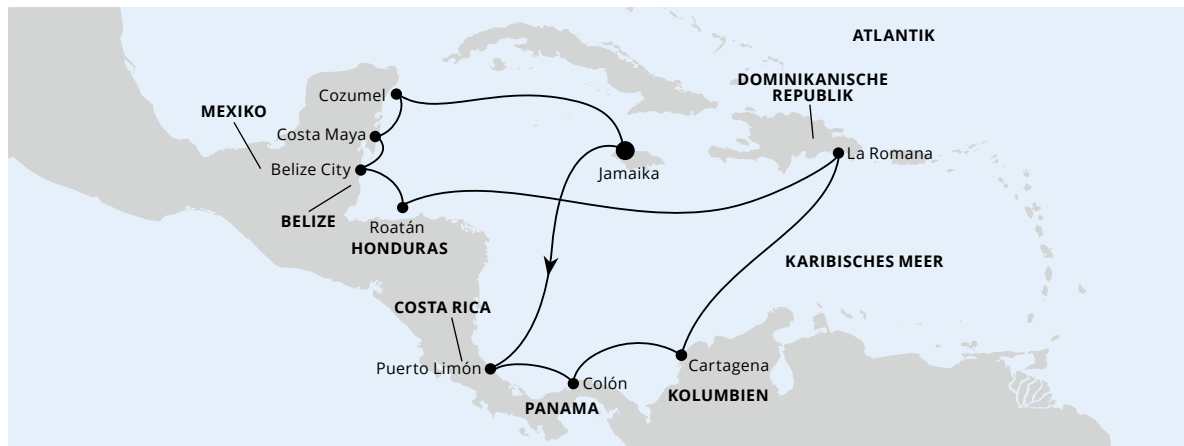 ATLANTIK
DOMINIKANISCHE
REPUBLIK
Cozumel
MEXIKO
Costa Maya
La Romana
Belize City
Jamaika
BELIZE
Roatán
HONDURAS
KARIBISCHES MEER
COSTA RICA
Puerto Limón
Cartagena
Colón
KOLUMBIEN
PANAMA